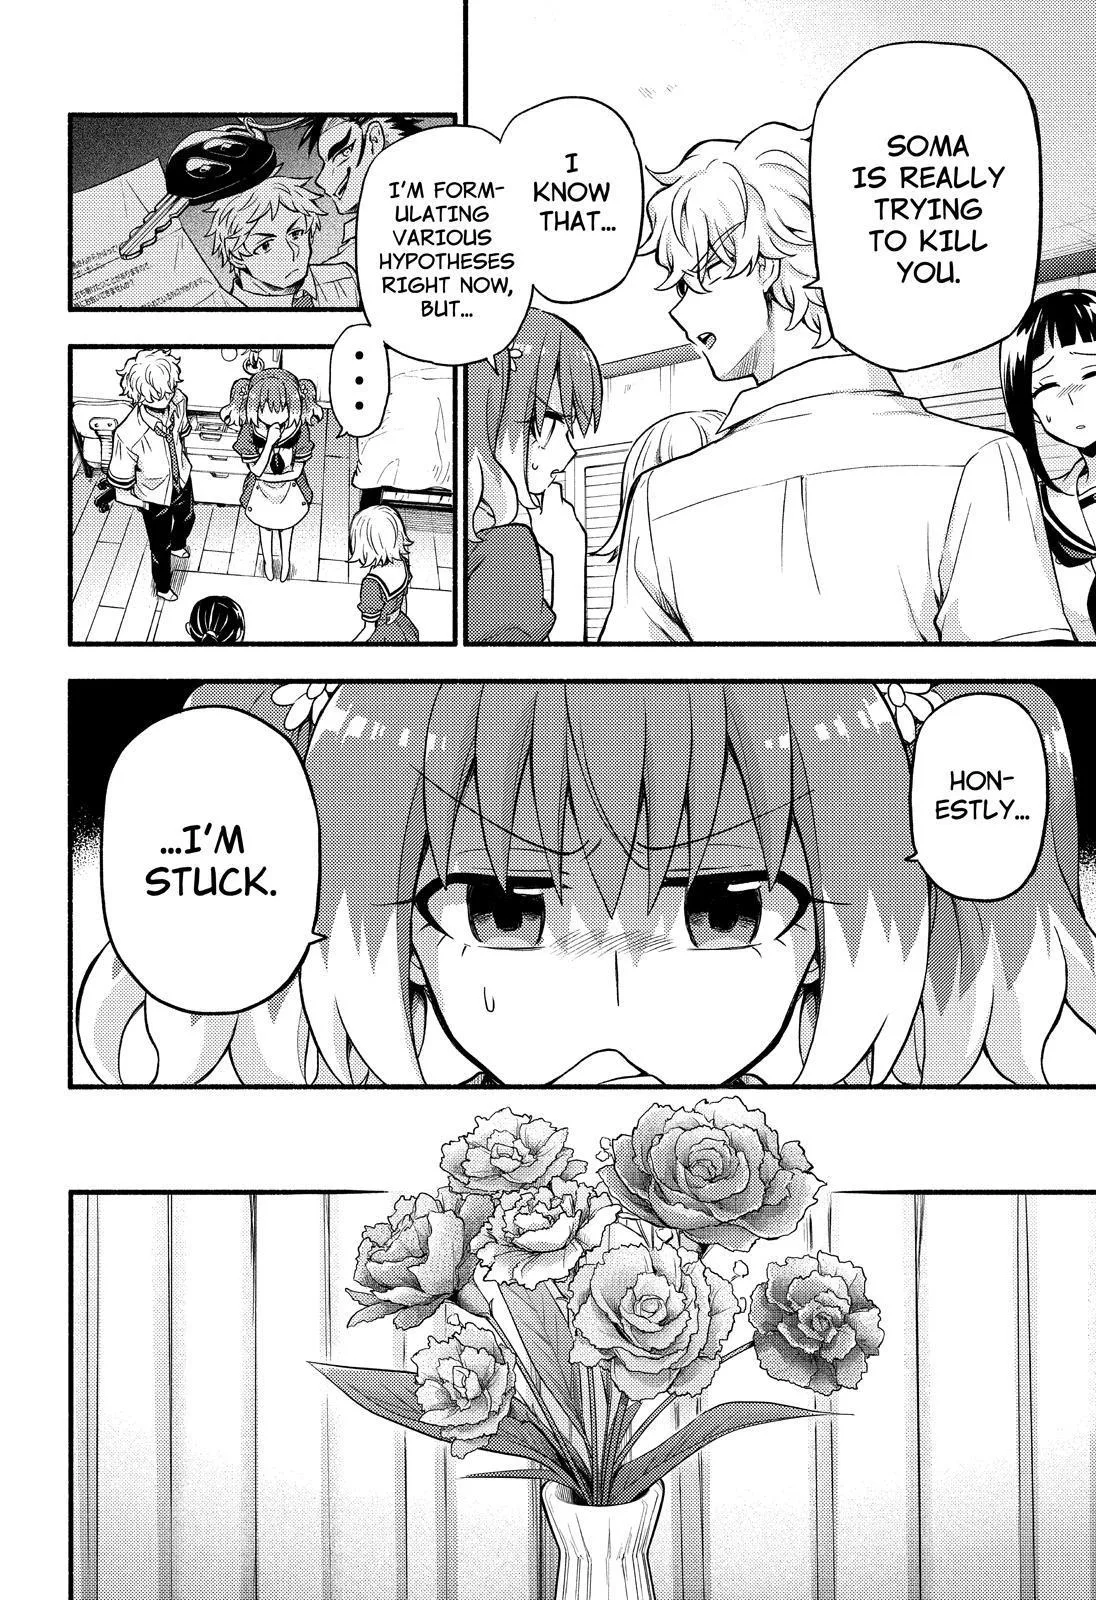 SOMA
IS REALLY
TRYING
TO KILL
YOU.
I
KNOW
THAT...
I'M FORM-
ULATING
VARIOUS
HYPOTHESES
RIGHT NOW,
BUT...
HON-
ESTLY...
...I'M
STUCK.